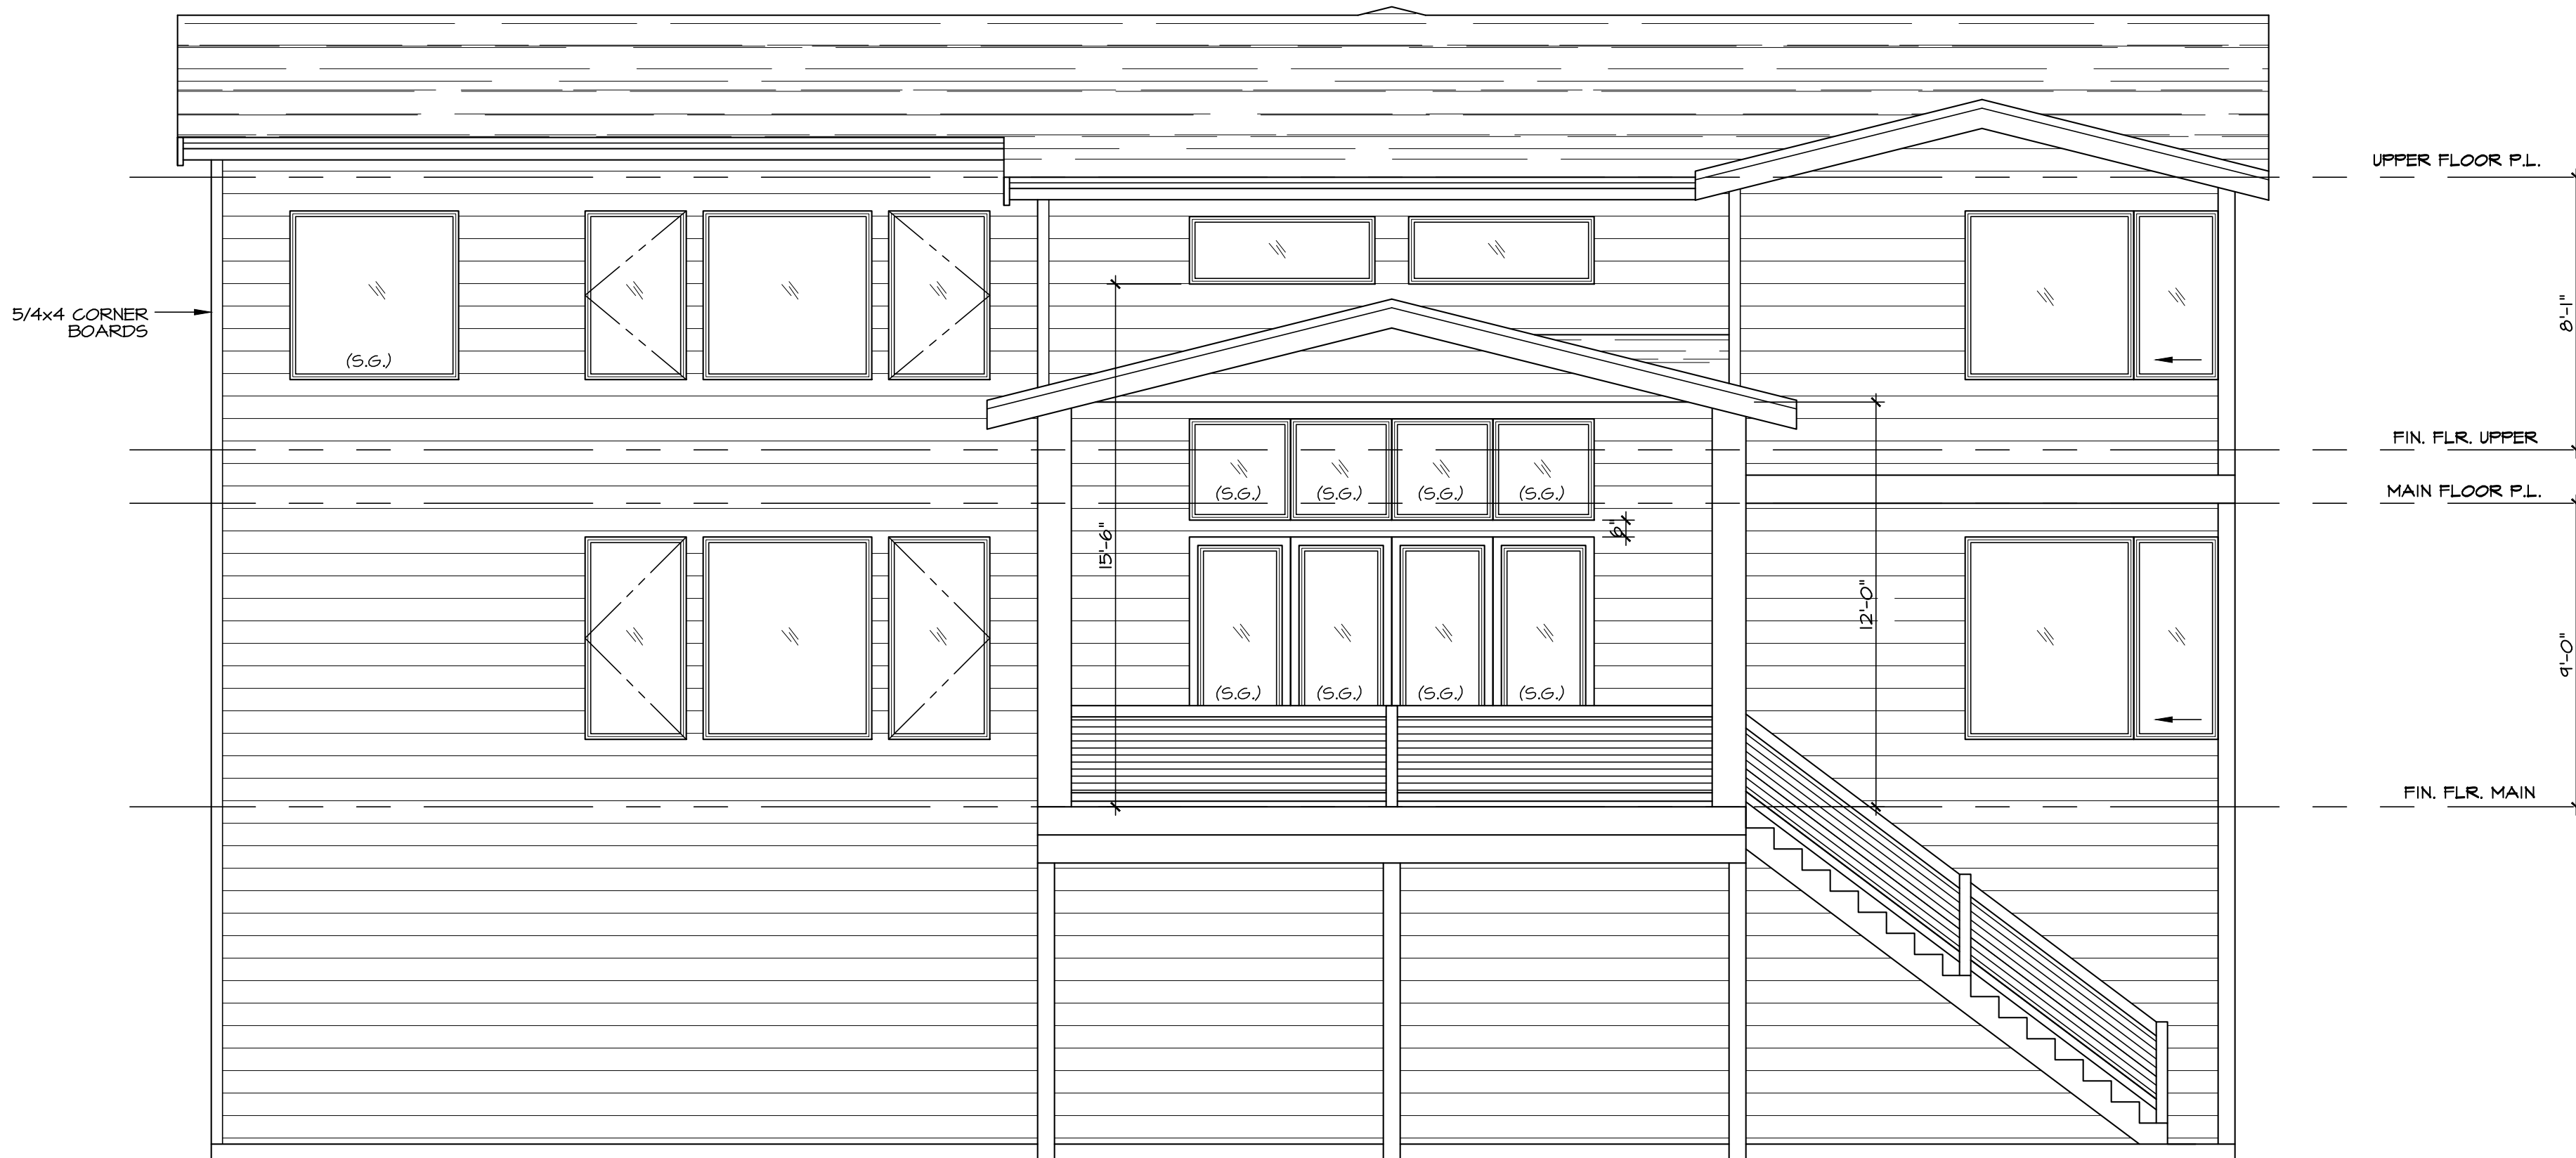 UPPER FLOOR P.L.
8'-1"
5/4x4 CORNER
BOARDS
(S.G.)
FIN. FLR. UPPER
MAIN FLOOR P.L.
(S.G.) (S.G.) (S.G.) (S.G.)
15'-6"
6"
12'-0"
9'-0"
(S.G.) (S.G.) (S.G.) (S.G.)
FIN. FLR. MAIN